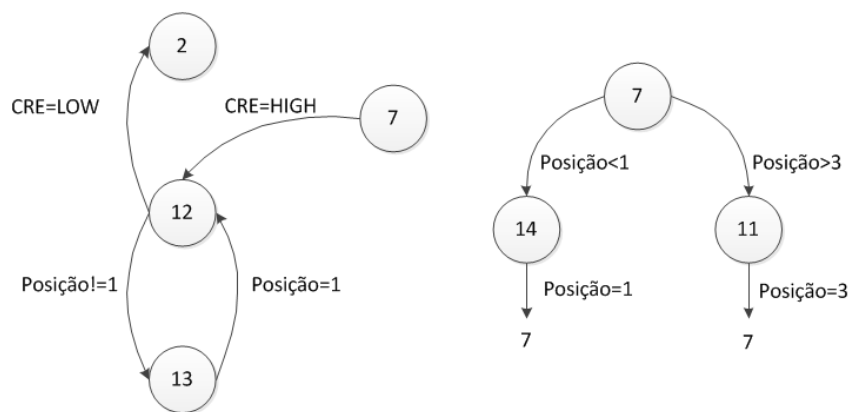 2
CRE=LOW
CRE=HIGH
7
12
Posição!=1
Posição=1
13
7
Posição<1
Posição>3
14
11
Posição=1
Posição=3
7
7